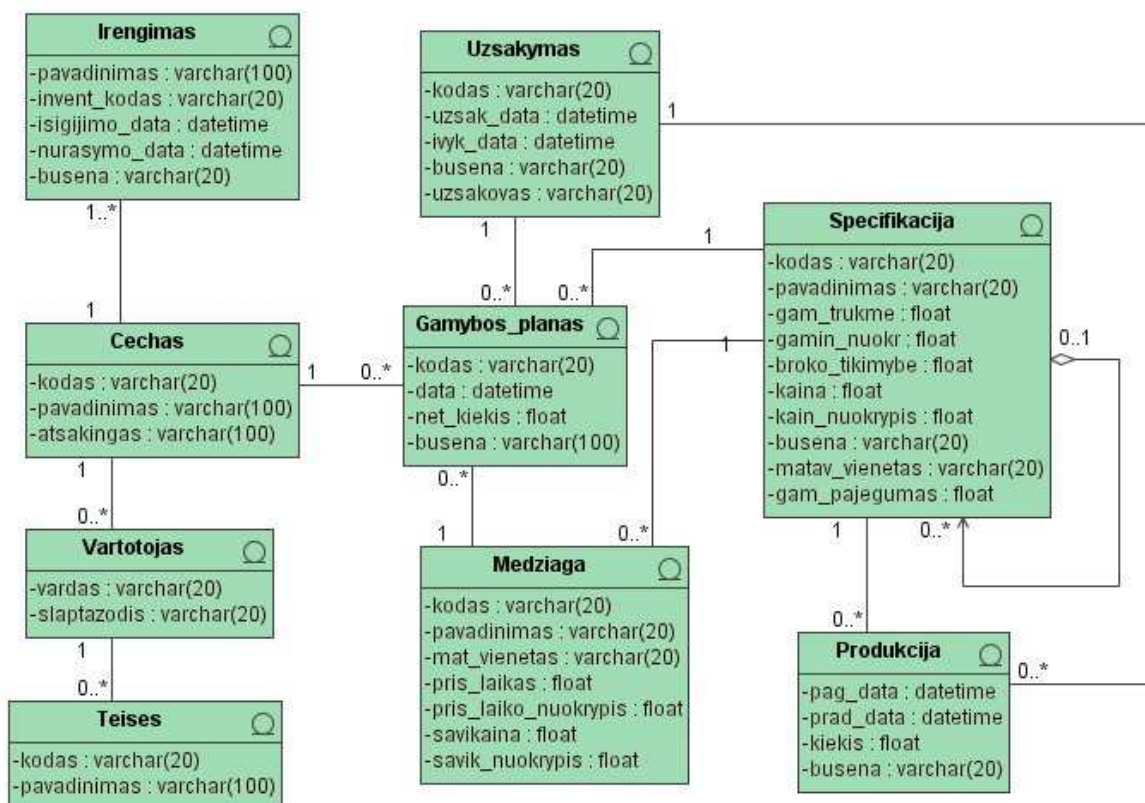 Irengimas
-pavadinimas : varchar(100)
-invent_kodas : varchar(20)
-isigijimo_data : datetime
-nurasymo_data : datetime
-busena : varchar(20)
1..*
1
Cechas
-kodas : varchar(20)
-pavadinimas : varchar(100)
-atsakingas : varchar(100)
1
0..*
1
0..*
Vartotojas
-vardas : varchar(20)
-slaptazodis : varchar(20)
1
0..*
Teises
-kodas : varchar(20)
-pavadinimas : varchar(100)
Uzsakymas
-kodas : varchar(20)
-uzsak_data : datetime
-ivyk_data : datetime
-busena : varchar(20)
-uzsakovas : varchar(20)
1
1
0..*
1
0..*
Gamybos_planas
-kodas : varchar(20)
-data : datetime
-net_kiekis : float
-busena : varchar(100)
0..*
1
1
0..*
Medziaga
-kodas : varchar(20)
-pavadinimas : varchar(20)
-mat_vienetas : varchar(20)
-pris_laikas : float
-pris_laiko_nuokrypis : float
-savikaina : float
-savik_nuokrypis : float
Specifikacija
-kodas : varchar(20)
-pavadinimas : varchar(20)
-gam_trukme : float
-gamin_nuokr : float
-broko_tikimybe : float
-kaina : float
-kain_nuokrypis : float
-busena : varchar(20)
-matav_vienetas : varchar(20)
-gam_pajegumas : float
0..1
1
0..*
0..*
Produkcija
-pag_data : datetime
-prad_data : datetime
-kiekis : float
-busena : varchar(20)
0..*